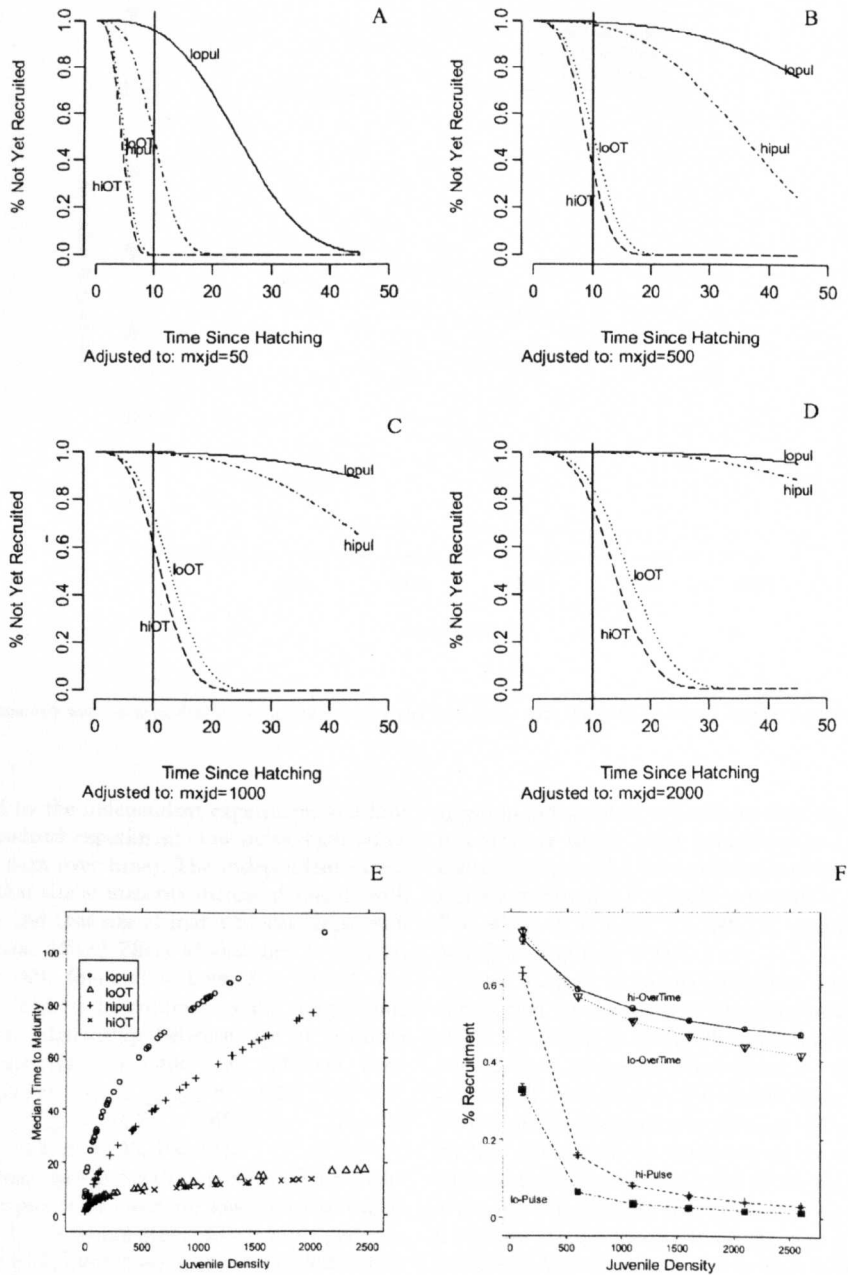 A
% Not Yet Recruited
0.0 0.2 0.4 0.6 0.8 1.0
lopul
loOT
hipul
hiOT
0 10 20 30 40 50
Time Since Hatching
Adjusted to: mxjd=50
B
% Not Yet Recruited
0.0 0.2 0.4 0.6 0.8 1.0
lopul
hipul
loOT
hiOT
0 10 20 30 40 50
Time Since Hatching
Adjusted to: mxjd=500
C
% Not Yet Recruited
0.0 0.2 0.4 0.6 0.8 1.0
lopul
hipul
loOT
hiOT
0 10 20 30 40 50
Time Since Hatching
Adjusted to: mxjd=1000
D
% Not Yet Recruited
0.0 0.2 0.4 0.6 0.8 1.0
lopul
hipul
loOT
hiOT
0 10 20 30 40 50
Time Since Hatching
Adjusted to: mxjd=2000
E
Median Time to Maturity
0 20 40 60 80 100
lopul
loOT
hipul
hiOT
0 500 1000 1500 2000 2500
Juvenile Density
F
% Recruitment
0 0.2 0.4 0.6
hi-OverTime
lo-OverTime
hi-Pulse
lo-Pulse
0 500 1000 1500 2000 2500
Juvenile Density